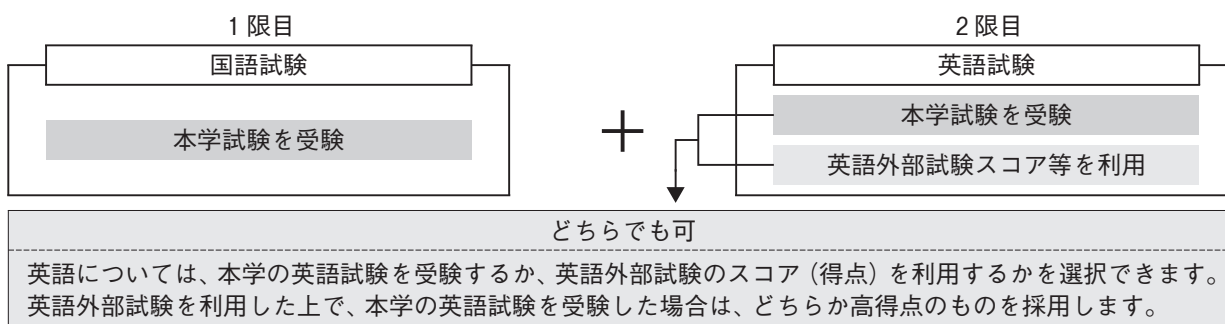 1限目
国語試験
本学試験を受験
＋
2限目
英語試験
本学試験を受験
英語外部試験スコア等を利用
どちらでも可
英語については、本学の英語試験を受験するか、英語外部試験のスコア（得点）を利用するかを選択できます。
英語外部試験を利用した上で、本学の英語試験を受験した場合は、どちらか高得点のものを採用します。